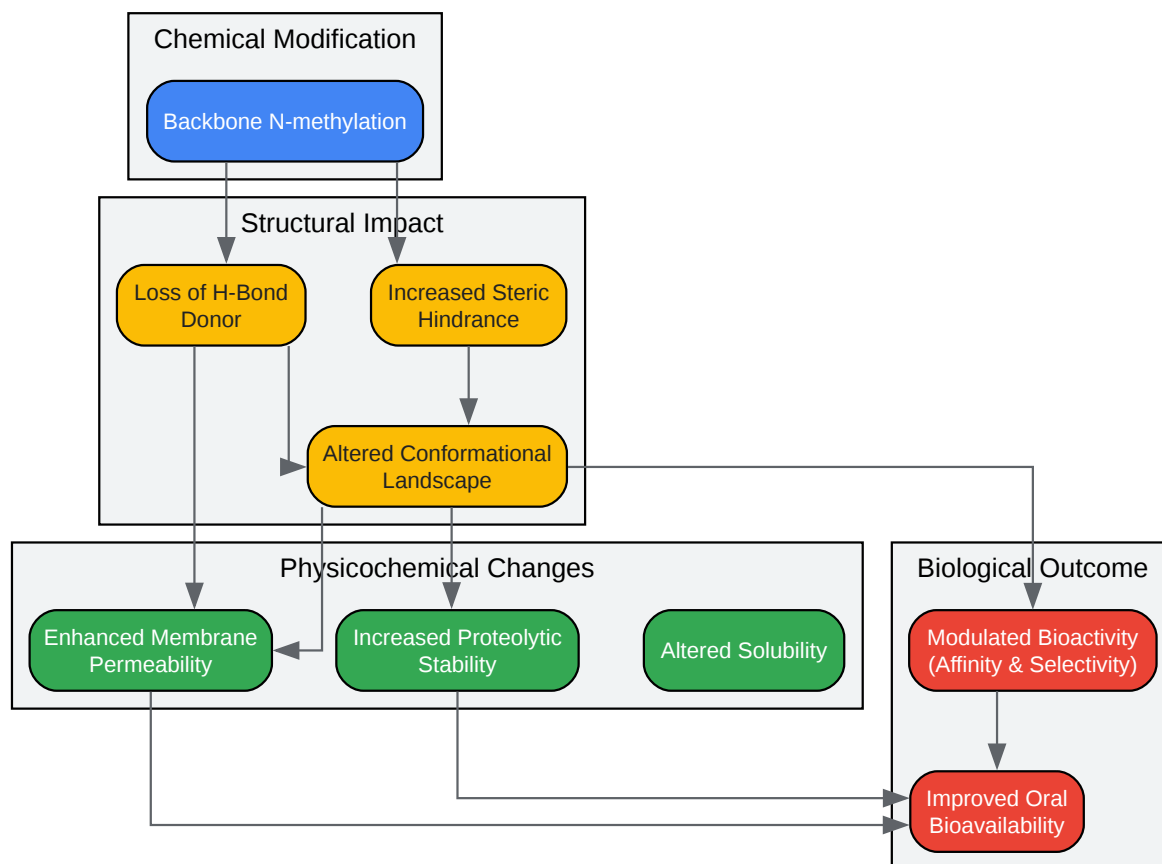 Chemical Modification
Backbone N-methylation
Structural Impact
Loss of H-Bond
Donor
Increased Steric
Hindrance
Altered Conformational
Landscape
Physicochemical Changes
Enhanced Membrane
Permeability
Increased Proteolytic
Stability
Altered Solubility
Biological Outcome
Modulated Bioactivity
(Affinity & Selectivity)
Improved Oral
Bioavailability